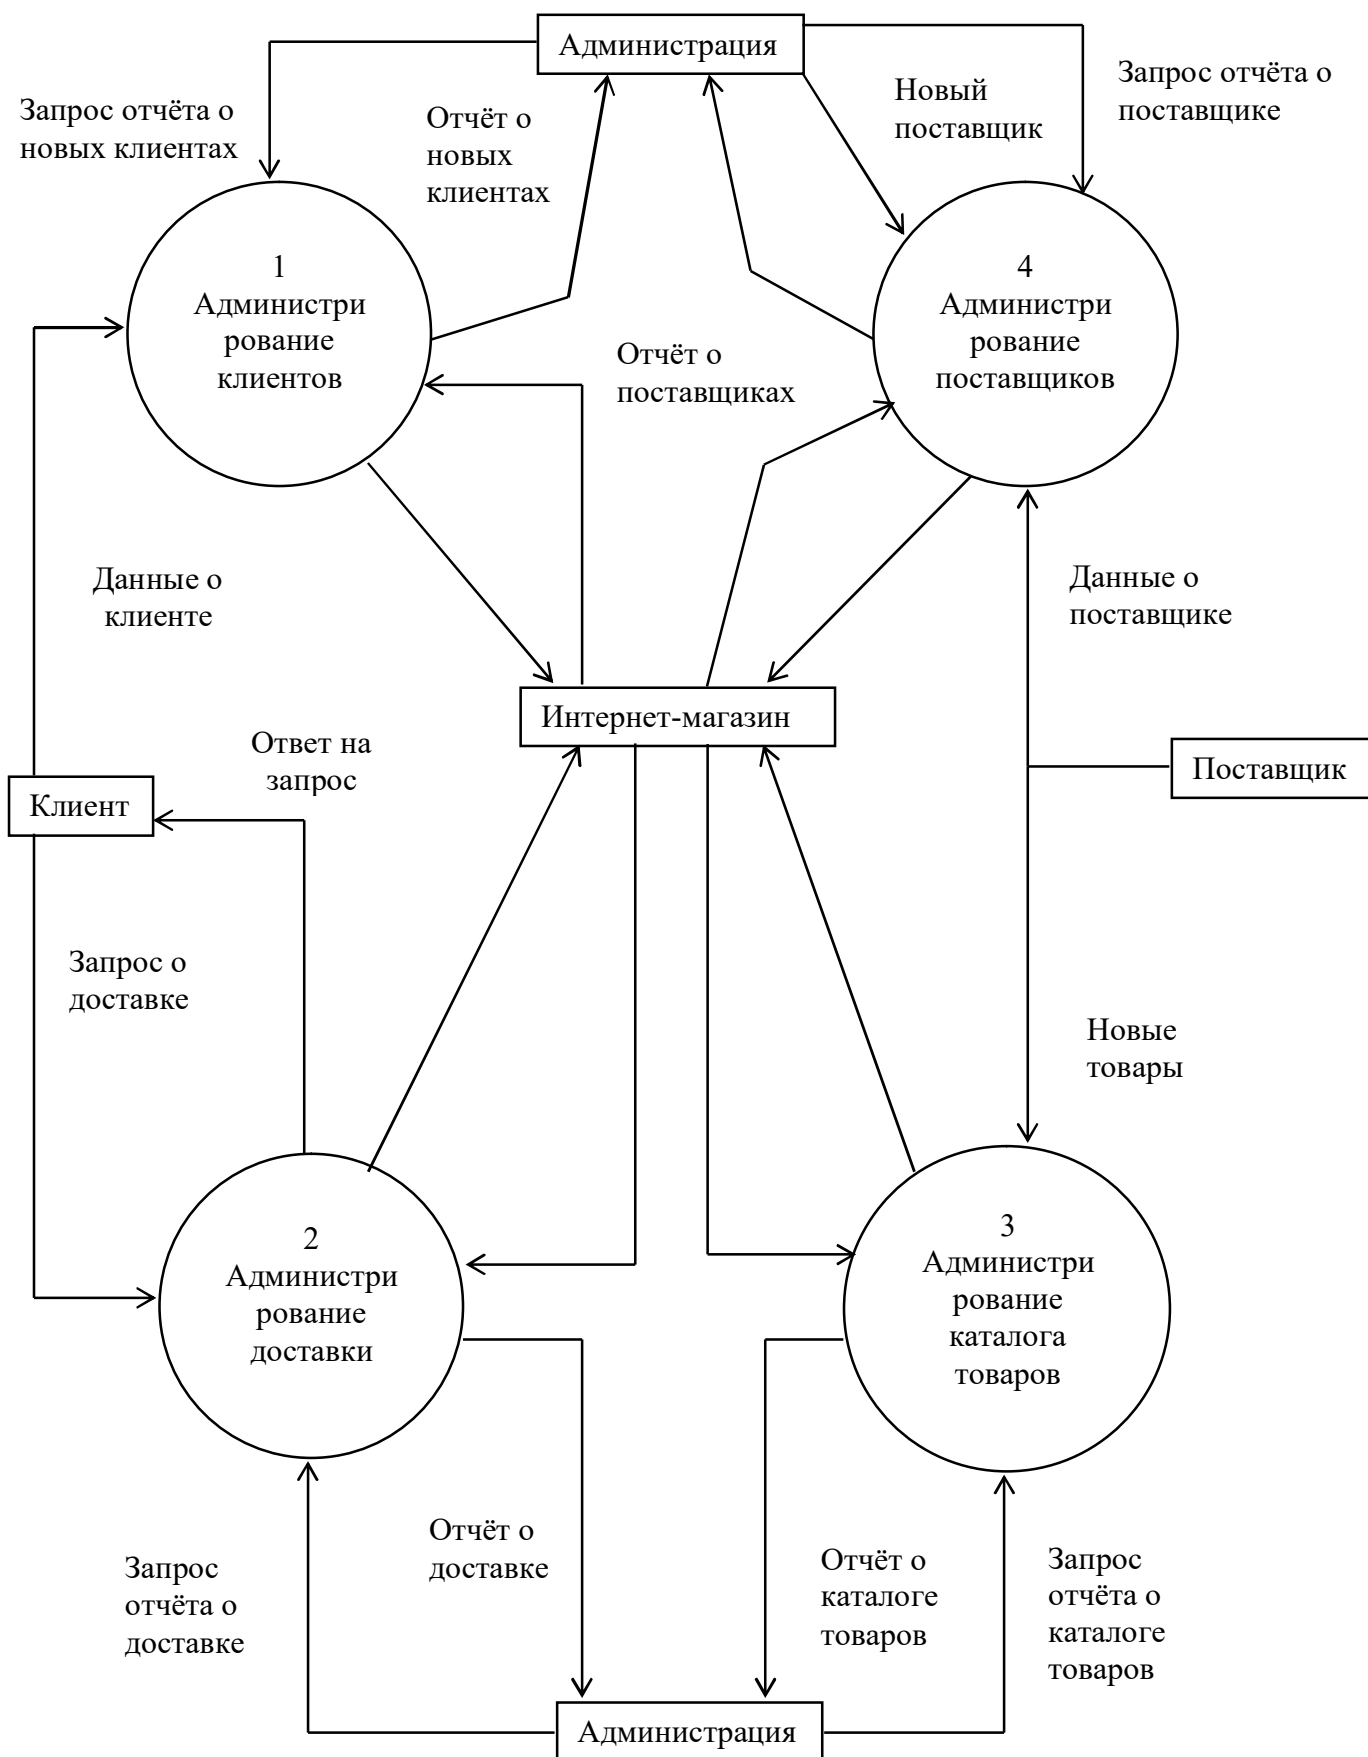 Администрация
Запрос отчёта о
новых клиентах
Отчёт о
новых
клиентах
Новый
поставщик
Запрос отчёта о
поставщике
1
Администри
рование
клиентов
4
Администри
рование
поставщиков
Отчёт о
поставщиках
Данные о
клиенте
Данные о
поставщике
Интернет-магазин
Ответ на
запрос
Поставщик
Клиент
Запрос о
доставке
Новые
товары
2
Администри
рование
доставки
3
Администри
рование
каталога
товаров
Запрос
отчёта о
доставке
Отчёт о
доставке
Отчёт о
каталоге
товаров
Запрос
отчёта о
каталоге
товаров
Администрация